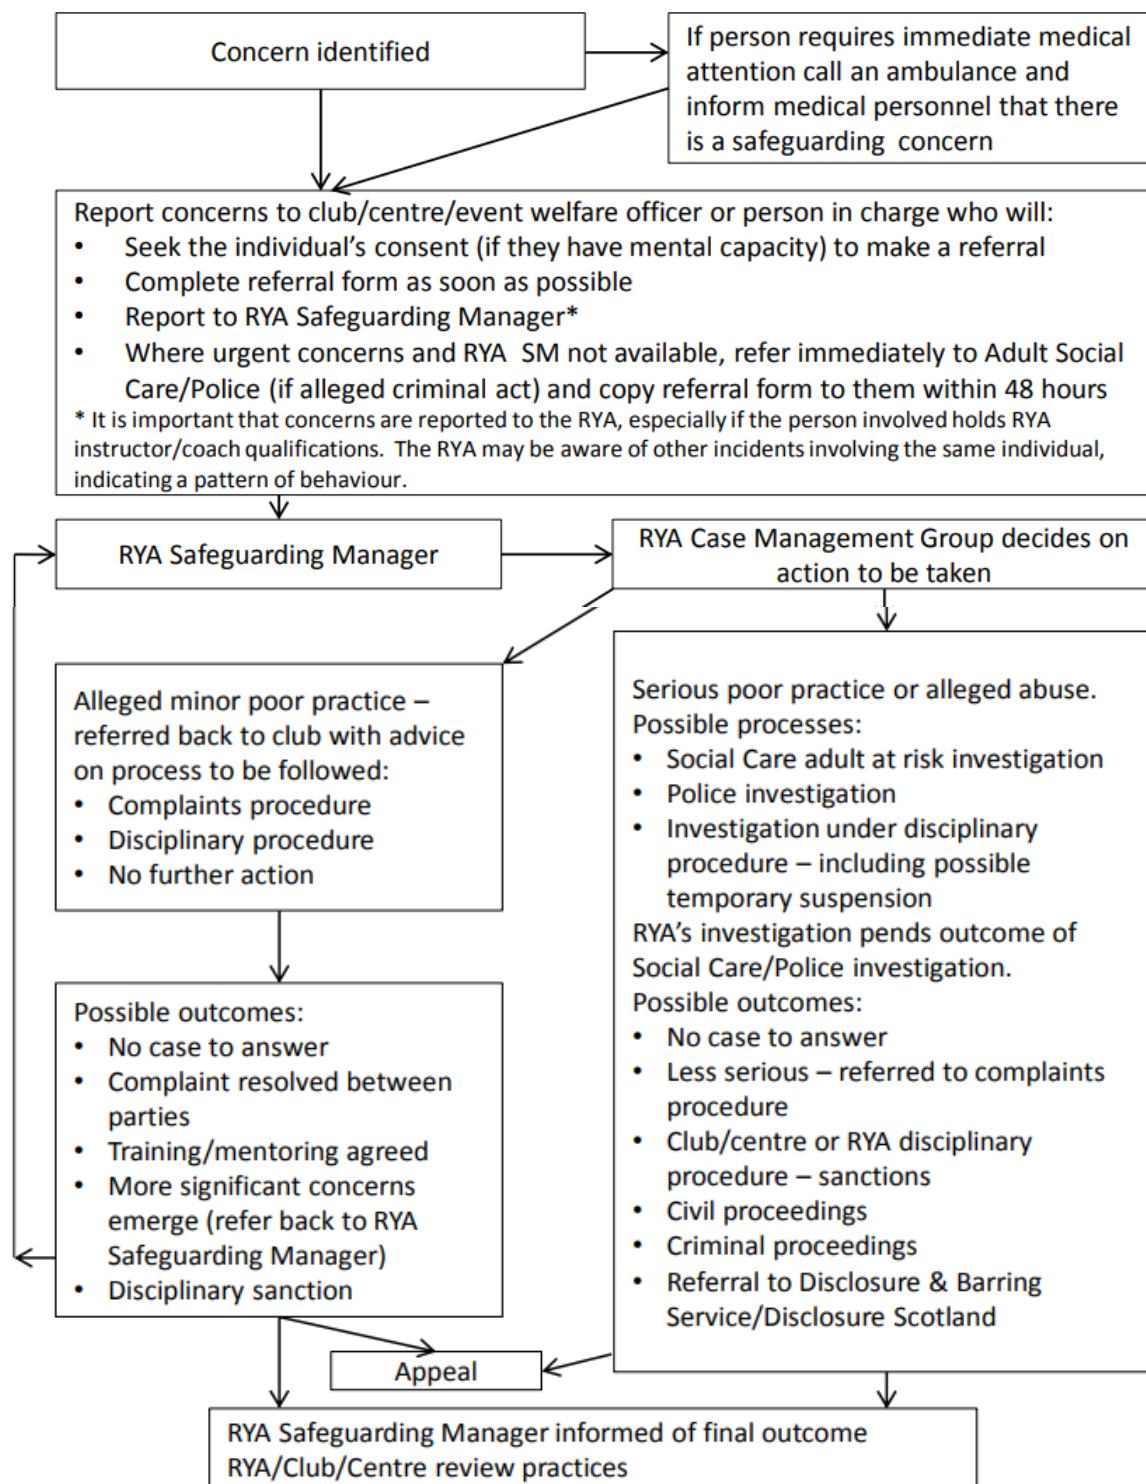 Concern identified
If person requires immediate medical
attention call an ambulance and
inform medical personnel that there
is a safeguarding concern
Report concerns to club/centre/event welfare officer or person in charge who will:
• Seek the individual’s consent (if they have mental capacity) to make a referral
• Complete referral form as soon as possible
• Report to RYA Safeguarding Manager*
• Where urgent concerns and RYA SM not available, refer immediately to Adult Social
Care/Police (if alleged criminal act) and copy referral form to them within 48 hours
* It is important that concerns are reported to the RYA, especially if the person involved holds RYA
instructor/coach qualifications. The RYA may be aware of other incidents involving the same individual,
indicating a pattern of behaviour.
RYA Safeguarding Manager
RYA Case Management Group decides on
action to be taken
Alleged minor poor practice –
referred back to club with advice
on process to be followed:
• Complaints procedure
• Disciplinary procedure
• No further action
Serious poor practice or alleged abuse.
Possible processes:
• Social Care adult at risk investigation
• Police investigation
• Investigation under disciplinary
procedure – including possible
temporary suspension
RYA’s investigation pends outcome of
Social Care/Police investigation.
Possible outcomes:
• No case to answer
• Less serious – referred to complaints
procedure
• Club/centre or RYA disciplinary
procedure – sanctions
• Civil proceedings
• Criminal proceedings
• Referral to Disclosure & Barring
Service/Disclosure Scotland
Possible outcomes:
• No case to answer
• Complaint resolved between
parties
• Training/mentoring agreed
• More significant concerns
emerge (refer back to RYA
Safeguarding Manager)
• Disciplinary sanction
Appeal
RYA Safeguarding Manager informed of final outcome
RYA/Club/Centre review practices